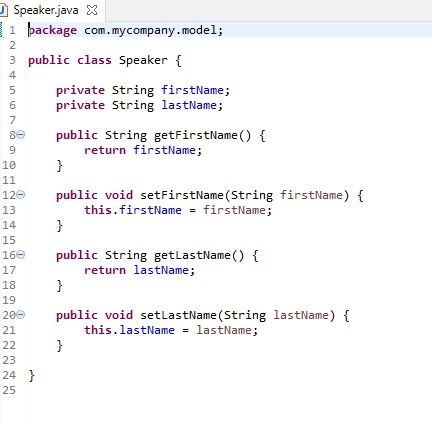 Speaker.java
1 package com.mycompany.model;
2
3 public class Speaker {
4
5     private String firstName;
6     private String lastName;
7
8     public String getFirstName() {
9         return firstName;
10     }
11
12     public void setFirstName(String firstName) {
13         this.firstName = firstName;
14     }
15
16     public String getLastName() {
17         return lastName;
18     }
19
20     public void setLastName(String lastName) {
21         this.lastName = lastName;
22     }
23
24 }
25